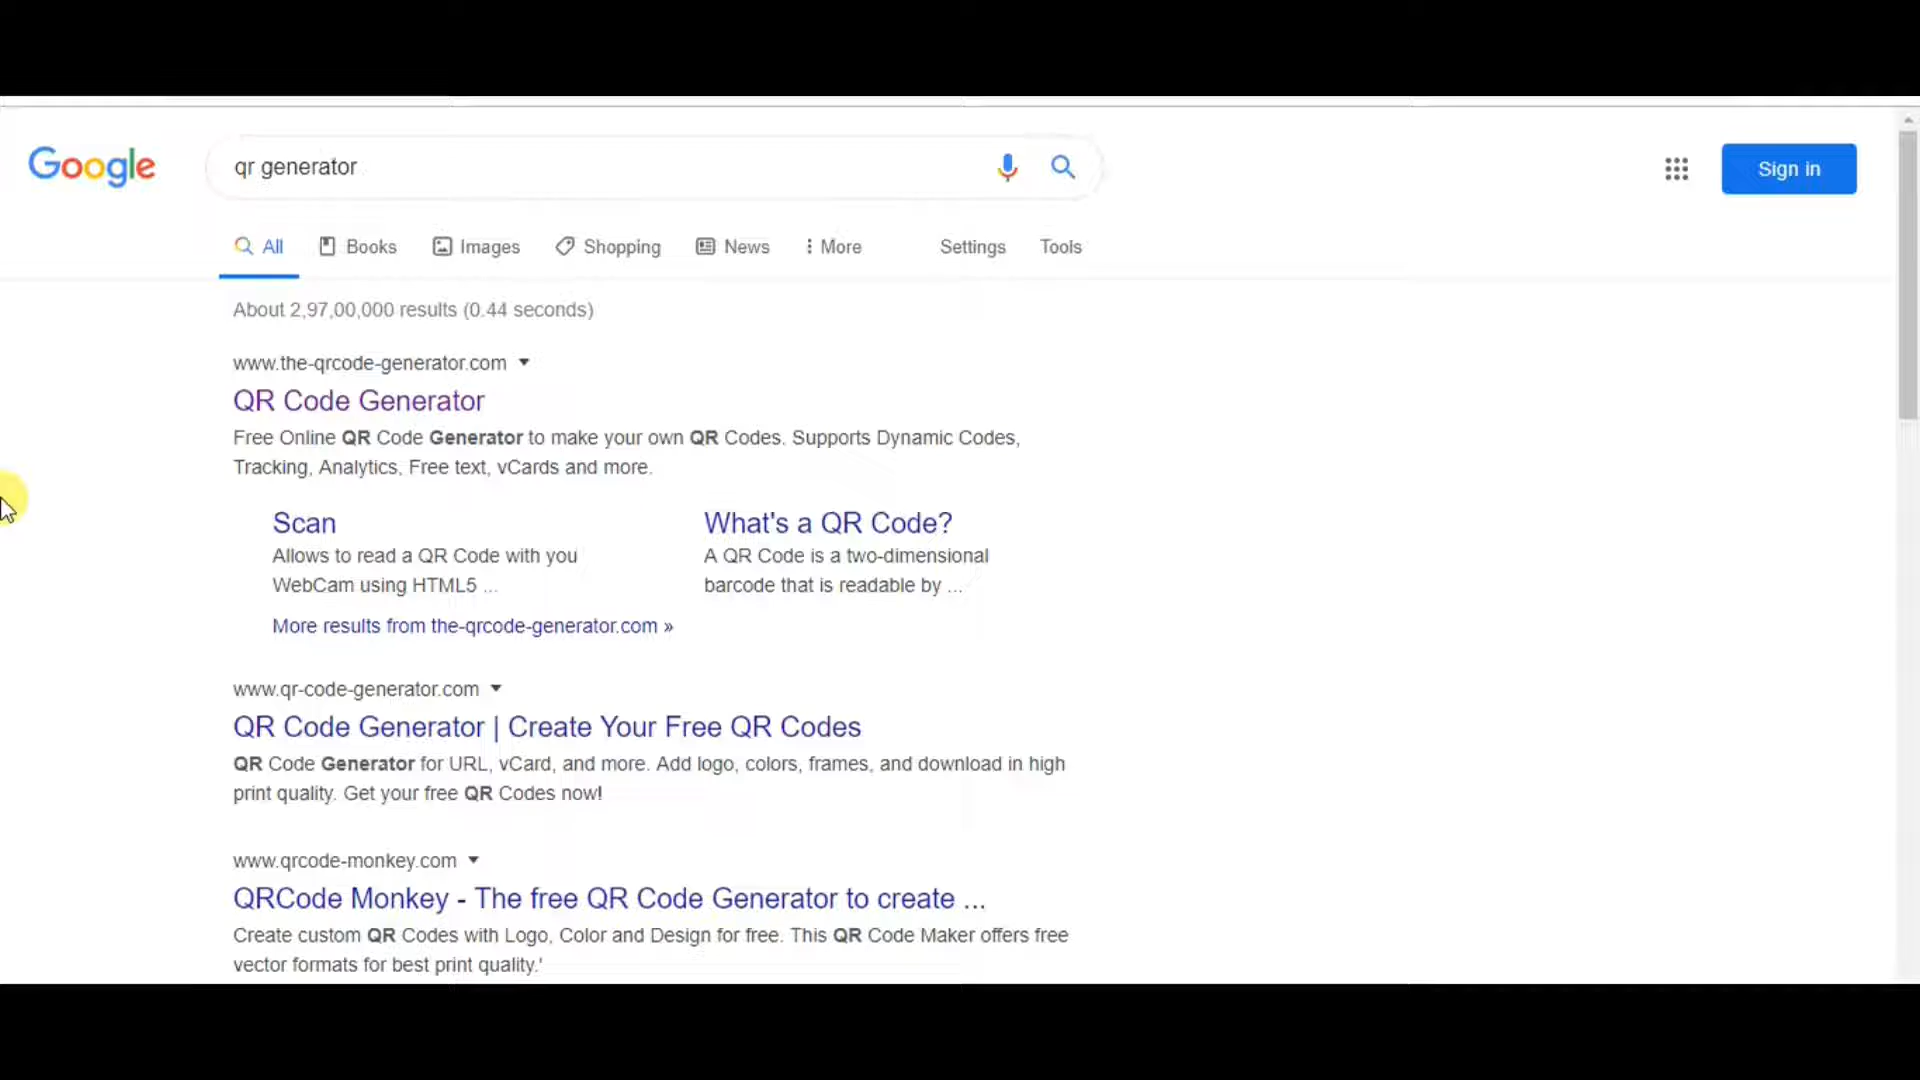 Google
qr generator
Sign in
All Books Images Shopping News More Settings Tools
About 2,97,00,000 results (0.44 seconds)
www.the-qrcode-generator.com
QR Code Generator
Free Online QR Code Generator to make your own QR Codes. Supports Dynamic Codes,
Tracking, Analytics, Free text, vCards and more.
Scan
Allows to read a QR Code with you
WebCam using HTML5 ...
What's a QR Code?
A QR Code is a two-dimensional
barcode that is readable by ...
More results from the-qrcode-generator.com »
www.qr-code-generator.com
QR Code Generator | Create Your Free QR Codes
QR Code Generator for URL, vCard, and more. Add logo, colors, frames, and download in high
print quality. Get your free QR Codes now!
www.qrcode-monkey.com
QRCode Monkey - The free QR Code Generator to create ...
Create custom QR Codes with Logo, Color and Design for free. This QR Code Maker offers free
vector formats for best print quality.'